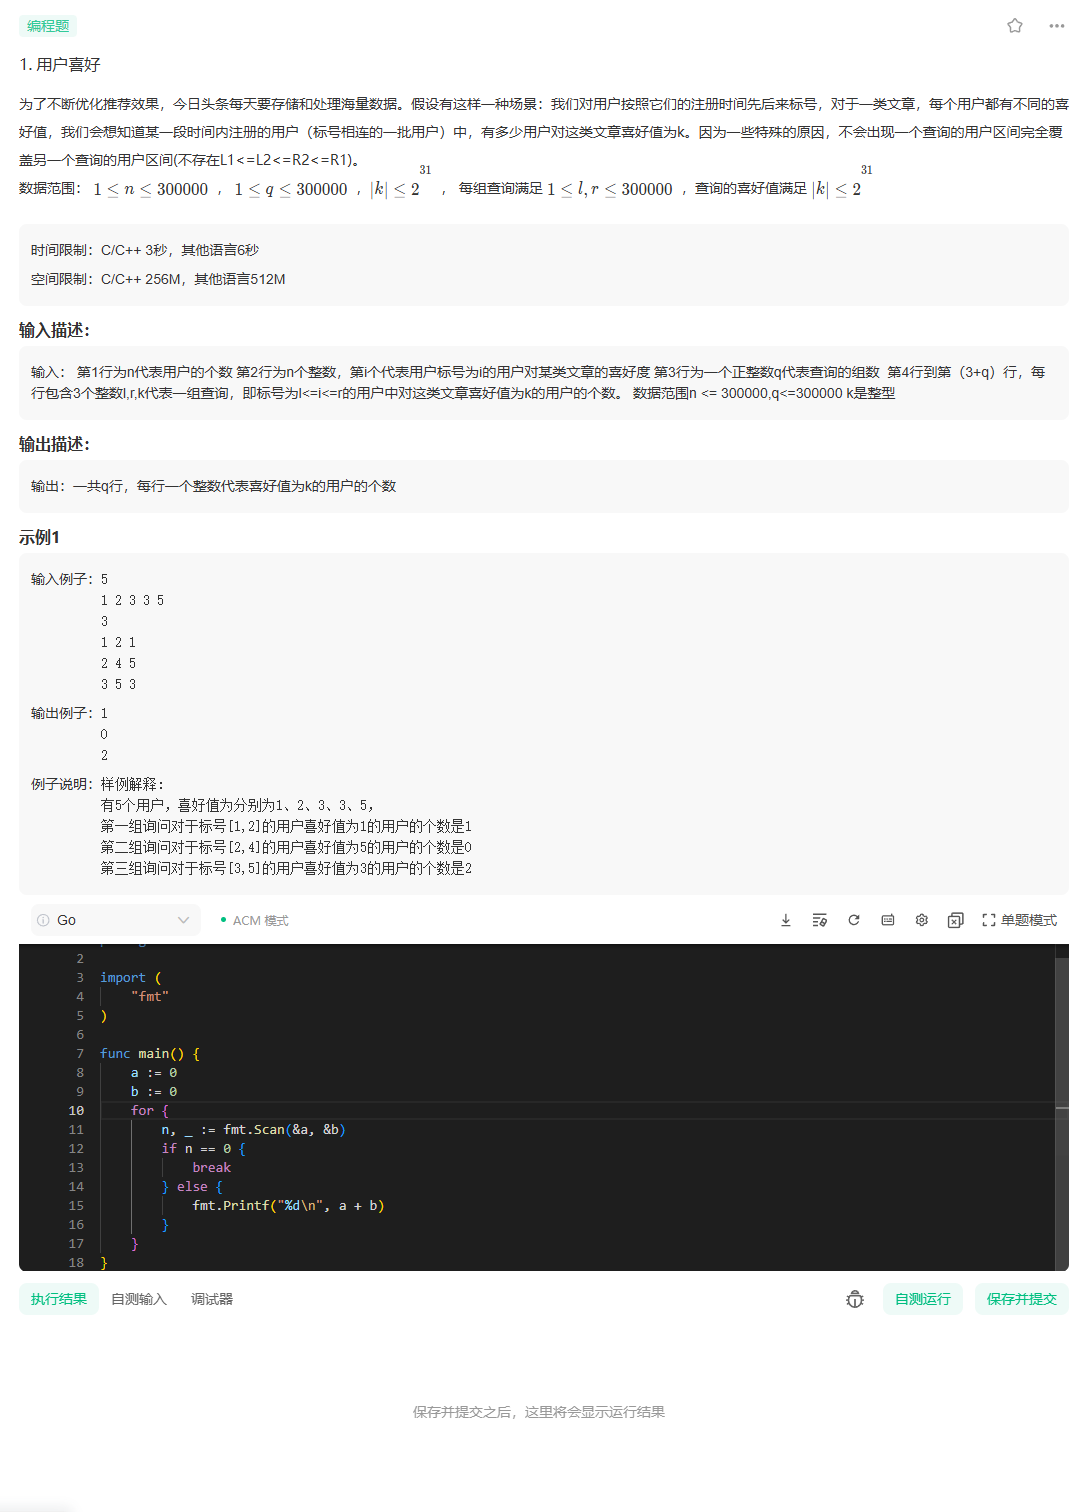 编程题
1. 用户喜好
为了不断优化推荐效果，今日头条每天要存储和处理海量数据。假设有这样一种场景：我们对用户按照它们的注册时间先后来标号，对于一类文章，每个用户都有不同的喜
好值，我们会想知道某一段时间内注册的用户（标号相连的一批用户）中，有多少用户对这类文章喜好值为k。因为一些特殊的原因，不会出现一个查询的用户区间完全覆
盖另一个查询的用户区间(不存在L1<=L2<=R2<=R1)。
数据范围： 1 ≤ n ≤ 300000 ， 1 ≤ q ≤ 300000 ，|k| ≤ 2^31 ， 每组查询满足 1 ≤ l, r ≤ 300000 ，查询的喜好值满足 |k| ≤ 2^31
时间限制：C/C++ 3秒，其他语言6秒
空间限制：C/C++ 256M，其他语言512M
输入描述：
输入： 第1行为n代表用户的个数 第2行为n个整数，第i个代表用户标号为i的用户对某类文章的喜好度 第3行为一个正整数q代表查询的组数 第4行到第（3+q）行，每
行包含3个整数l,r,k代表一组查询，即标号为l<=i<=r的用户中对这类文章喜好值为k的用户的个数。 数据范围n <= 300000,q<=300000 k是整型
输出描述：
输出：一共q行，每行一个整数代表喜好值为k的用户的个数
示例1
输入例子：5
1 2 3 3 5
3
1 2 1
2 4 5
3 5 3
输出例子：1
0
2
例子说明：样例解释：
有5个用户，喜好值为分别为1、2、3、3、5，
第一组询问对于标号[1,2]的用户喜好值为1的用户的个数是1
第二组询问对于标号[2,4]的用户喜好值为5的用户的个数是0
第三组询问对于标号[3,5]的用户喜好值为3的用户的个数是2
Go ACM 模式 单题模式
2
3 import (
4 "fmt"
5 )
6
7 func main() {
8 a := 0
9 b := 0
10 for {
11 n, _ := fmt.Scan(&a, &b)
12 if n == 0 {
13 break
14 } else {
15 fmt.Printf("%d\n", a + b)
16 }
17 }
18 }
执行结果 自测输入 调试器 自测运行 保存并提交
保存并提交之后，这里将会显示运行结果